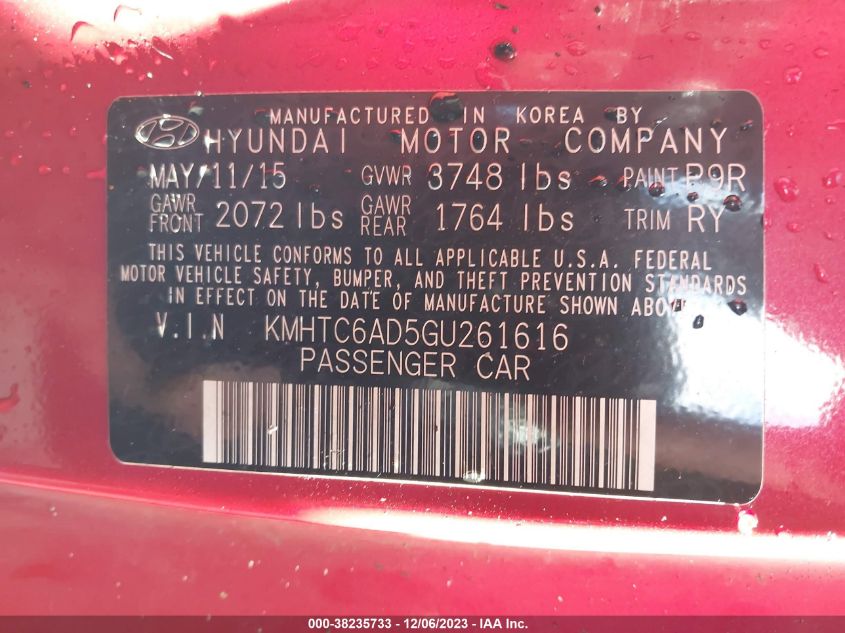 MANUFACTURED IN KOREA BY
HYUNDAI MOTOR COMPANY
MAY/11/15 GVWR 3748 lbs PAINT R9R
GAWR FRONT 2072 lbs GAWR REAR 1764 lbs TRIM RY
THIS VEHICLE CONFORMS TO ALL APPLICABLE U.S.A. FEDERAL
MOTOR VEHICLE SAFETY, BUMPER, AND THEFT PREVENTION STANDARDS
IN EFFECT ON THE DATE OF MANUFACTURE SHOWN ABOVE
V.I.N KMHTC6AD5GU261616
PASSENGER CAR
000-38235733 - 12/06/2023 - IAA Inc.